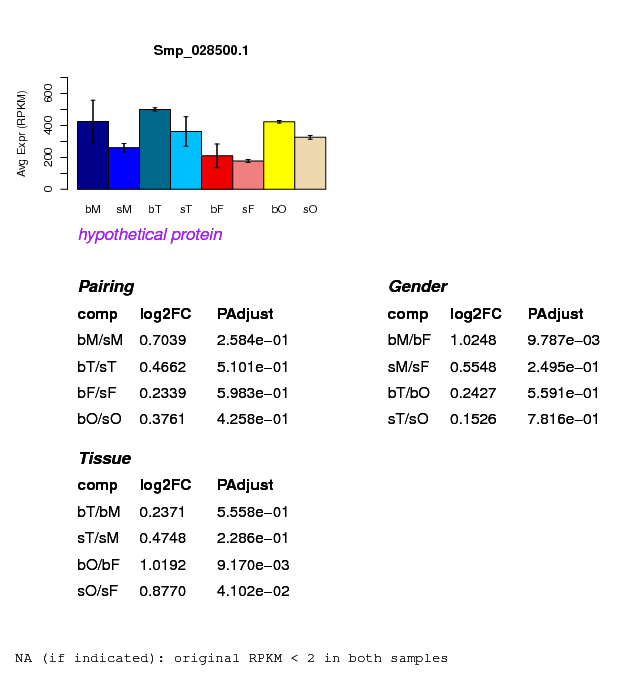 Smp_028500.1
Avg Expr (RPKM)
0 200 400 600
bM sM bT sT bF sF bO sO
hypothetical protein
Pairing
comp log2FC PAdjust
bM/sM 0.7039 2.584e−01
bT/sT 0.4662 5.101e−01
bF/sF 0.2339 5.983e−01
bO/sO 0.3761 4.258e−01
Gender
comp log2FC PAdjust
bM/bF 1.0248 9.787e−03
sM/sF 0.5548 2.495e−01
bT/bO 0.2427 5.591e−01
sT/sO 0.1526 7.816e−01
Tissue
comp log2FC PAdjust
bT/bM 0.2371 5.558e−01
sT/sM 0.4748 2.286e−01
bO/bF 1.0192 9.170e−03
sO/sF 0.8770 4.102e−02
NA (if indicated): original RPKM < 2 in both samples